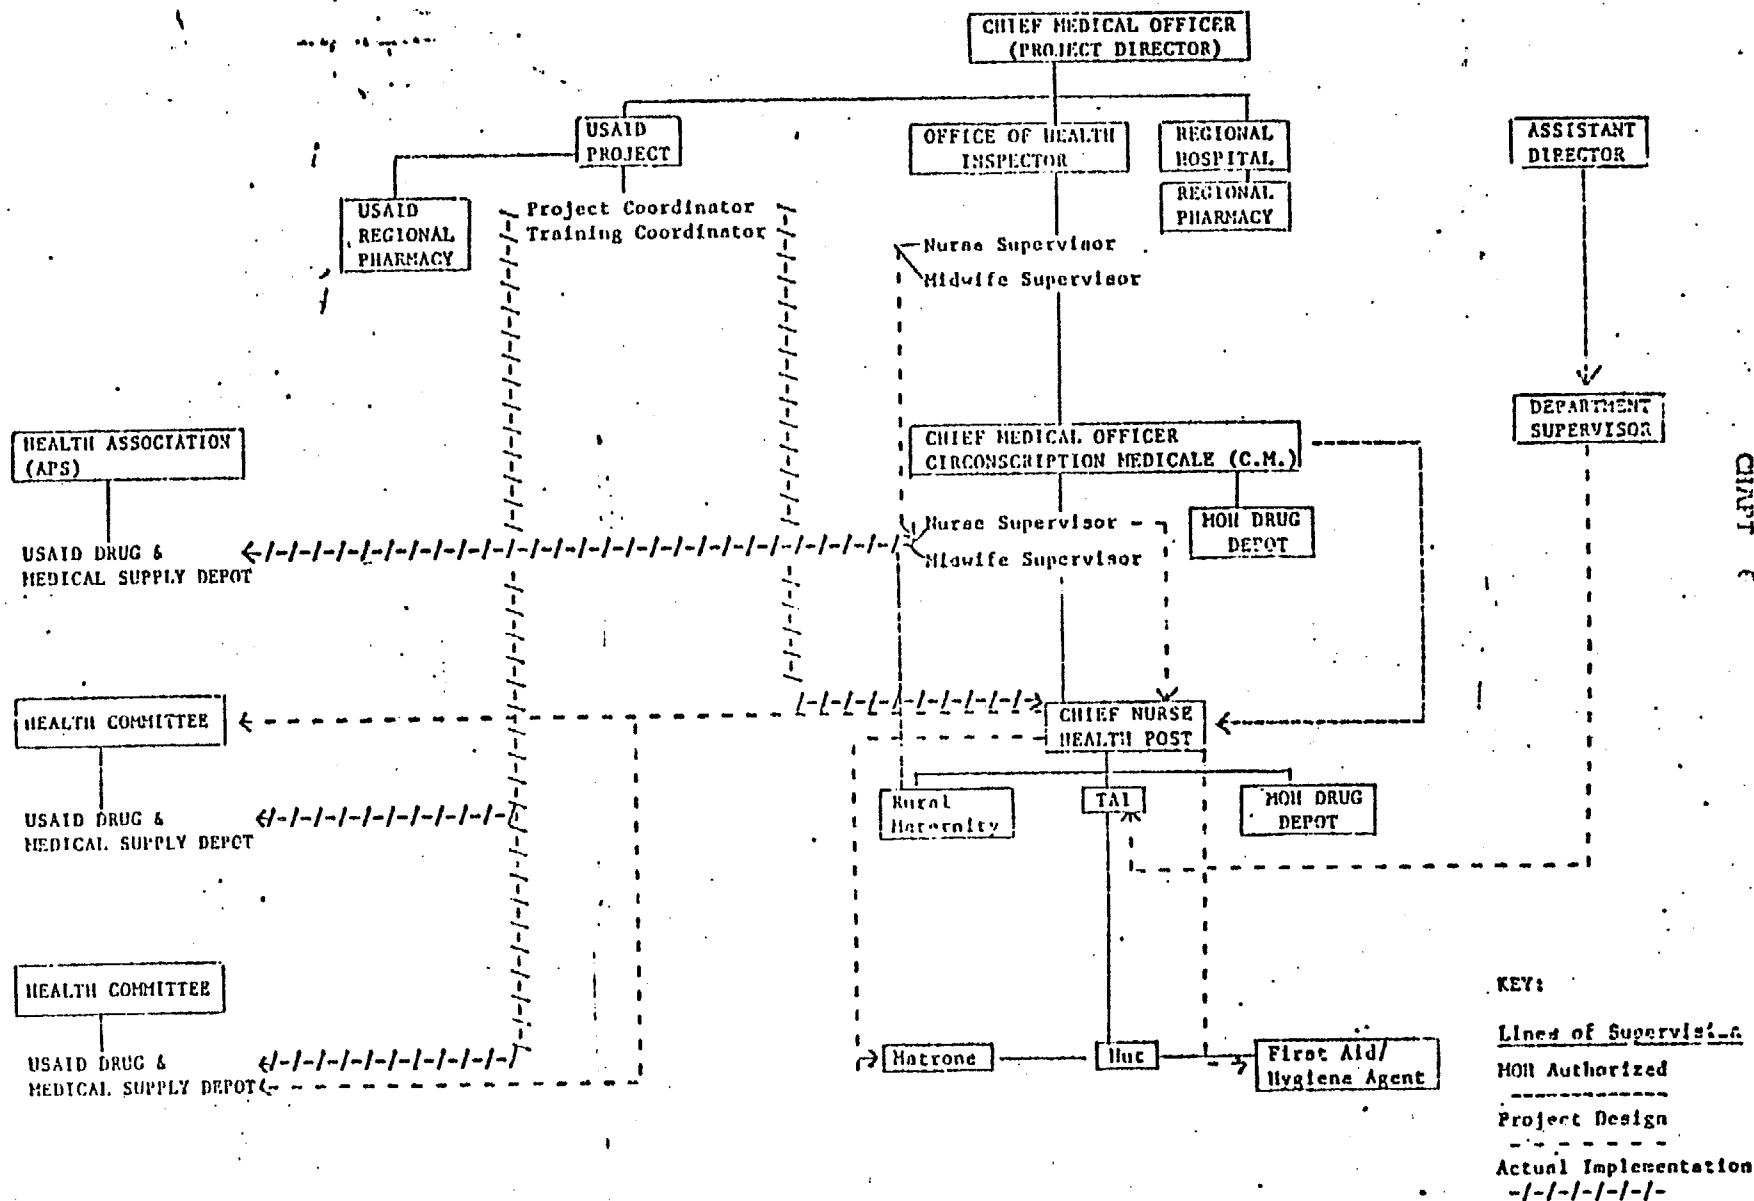 CHIEF MEDICAL OFFICER
(PROJECT DIRECTOR)
USAID
PROJECT
OFFICE OF HEALTH
INSPECTOR
REGIONAL
HOSPITAL
ASSISTANT
DIRECTOR
USAID
REGIONAL
PHARMACY
Project Coordinator
Training Coordinator
REGIONAL
PHARMACY
Nurse Supervisor
Midwife Supervisor
HEALTH ASSOCIATION
(APS)
CHIEF MEDICAL OFFICER
CIRCONSCRIPTION MEDICALE (C.M.)
DEPARTMENT
SUPERVISOR
USAID DRUG &
MEDICAL SUPPLY DEPOT
Nurse Supervisor
Midwife Supervisor
MOH DRUG
DEPOT
HEALTH COMMITTEE
CHIEF NURSE
HEALTH POST
USAID DRUG &
MEDICAL SUPPLY DEPOT
Rural
Maternity
TAI
MOH DRUG
DEPOT
HEALTH COMMITTEE
USAID DRUG &
MEDICAL SUPPLY DEPOT
Matrone
Hut
First Aid/
Hygiene Agent
KEY:
Lines of Supervision
MOH Authorized
Project Design
Actual Implementation